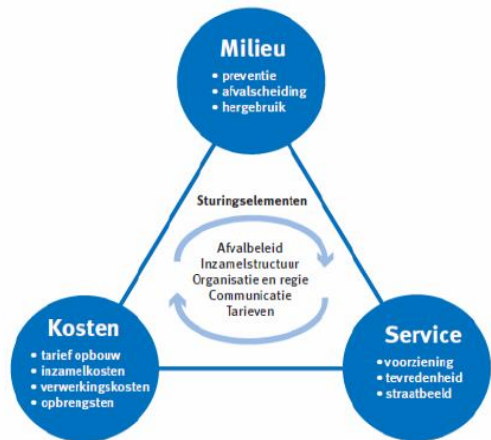 Milieu
• preventie
• afvalscheiding
• hergebruik
Sturingselementen
Afvalbeleid
Inzamelstructuur
Organisatie en regie
Communicatie
Tarieven
Kosten
• tarief opbouw
• inzamelkosten
• verwerkingskosten
• opbrengsten
Service
• voorziening
• tevredenheid
• straatbeeld